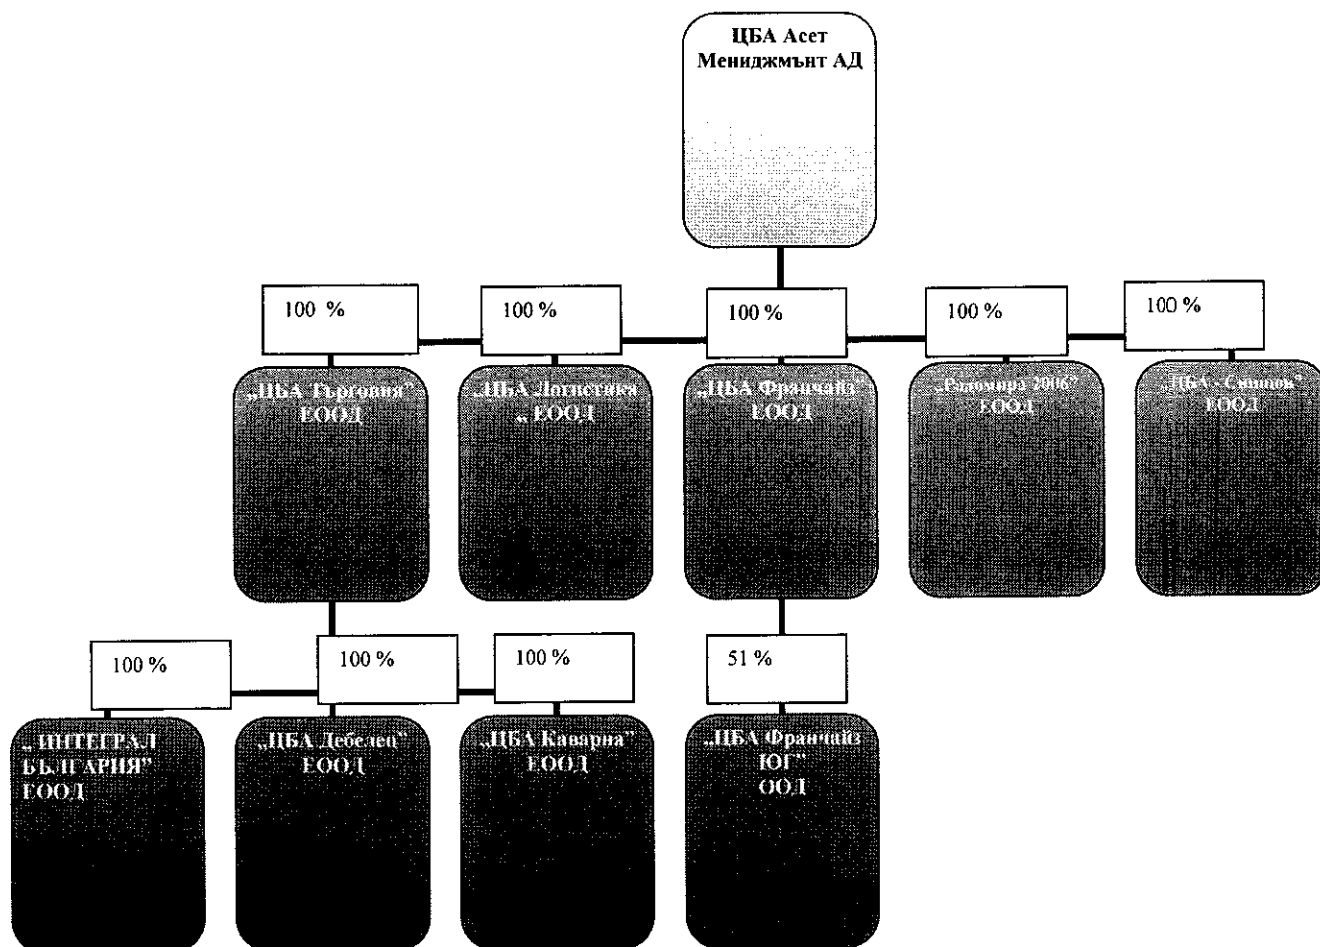 ЦБА Асет
Мениджмънт АД
100 %
100 %
100 %
100 %
100 %
„ЦБА Търговия”
ЕООД
„ЦБА Логистика
„ ЕООД
„ЦБА Франчайз”
ЕООД
„Радомира 2006”
ЕООД
„ЦБА -
ЕООД
100 %
100 %
100 %
51 %
„ ИНТЕГРАЛ
БЪЛГАРИЯ”
ЕООД
„ЦБА Дебелец”
ЕООД
„ЦБА Каварна”
ЕООД
„ЦБА Франчайз
ЮГ”
ООД